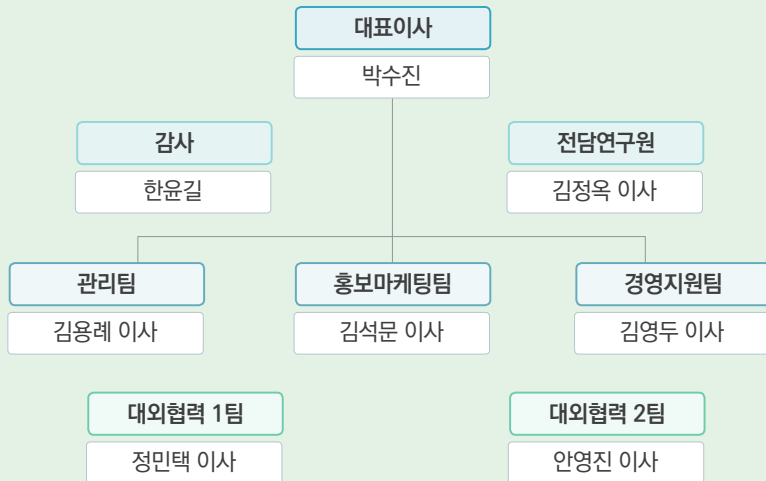 대표이사
박수진
감사
한윤길
전담연구원
김정옥 이사
관리팀
김용례 이사
홍보마케팅팀
김석문 이사
경영지원팀
김영두 이사
대외협력 1팀
정민택 이사
대외협력 2팀
안영진 이사